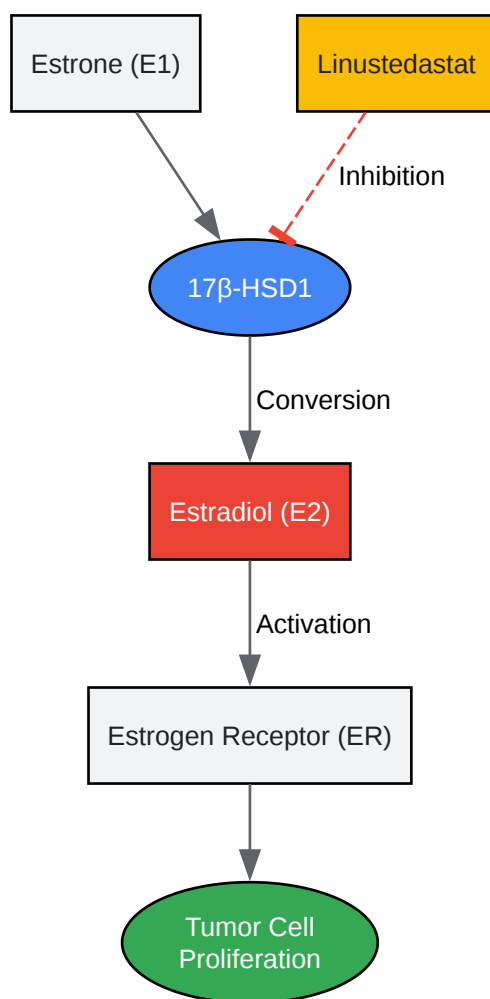 Estrone (E1)
Linustedastat
Inhibition
17β-HSD1
Conversion
Estradiol (E2)
Activation
Estrogen Receptor (ER)
Tumor Cell
Proliferation